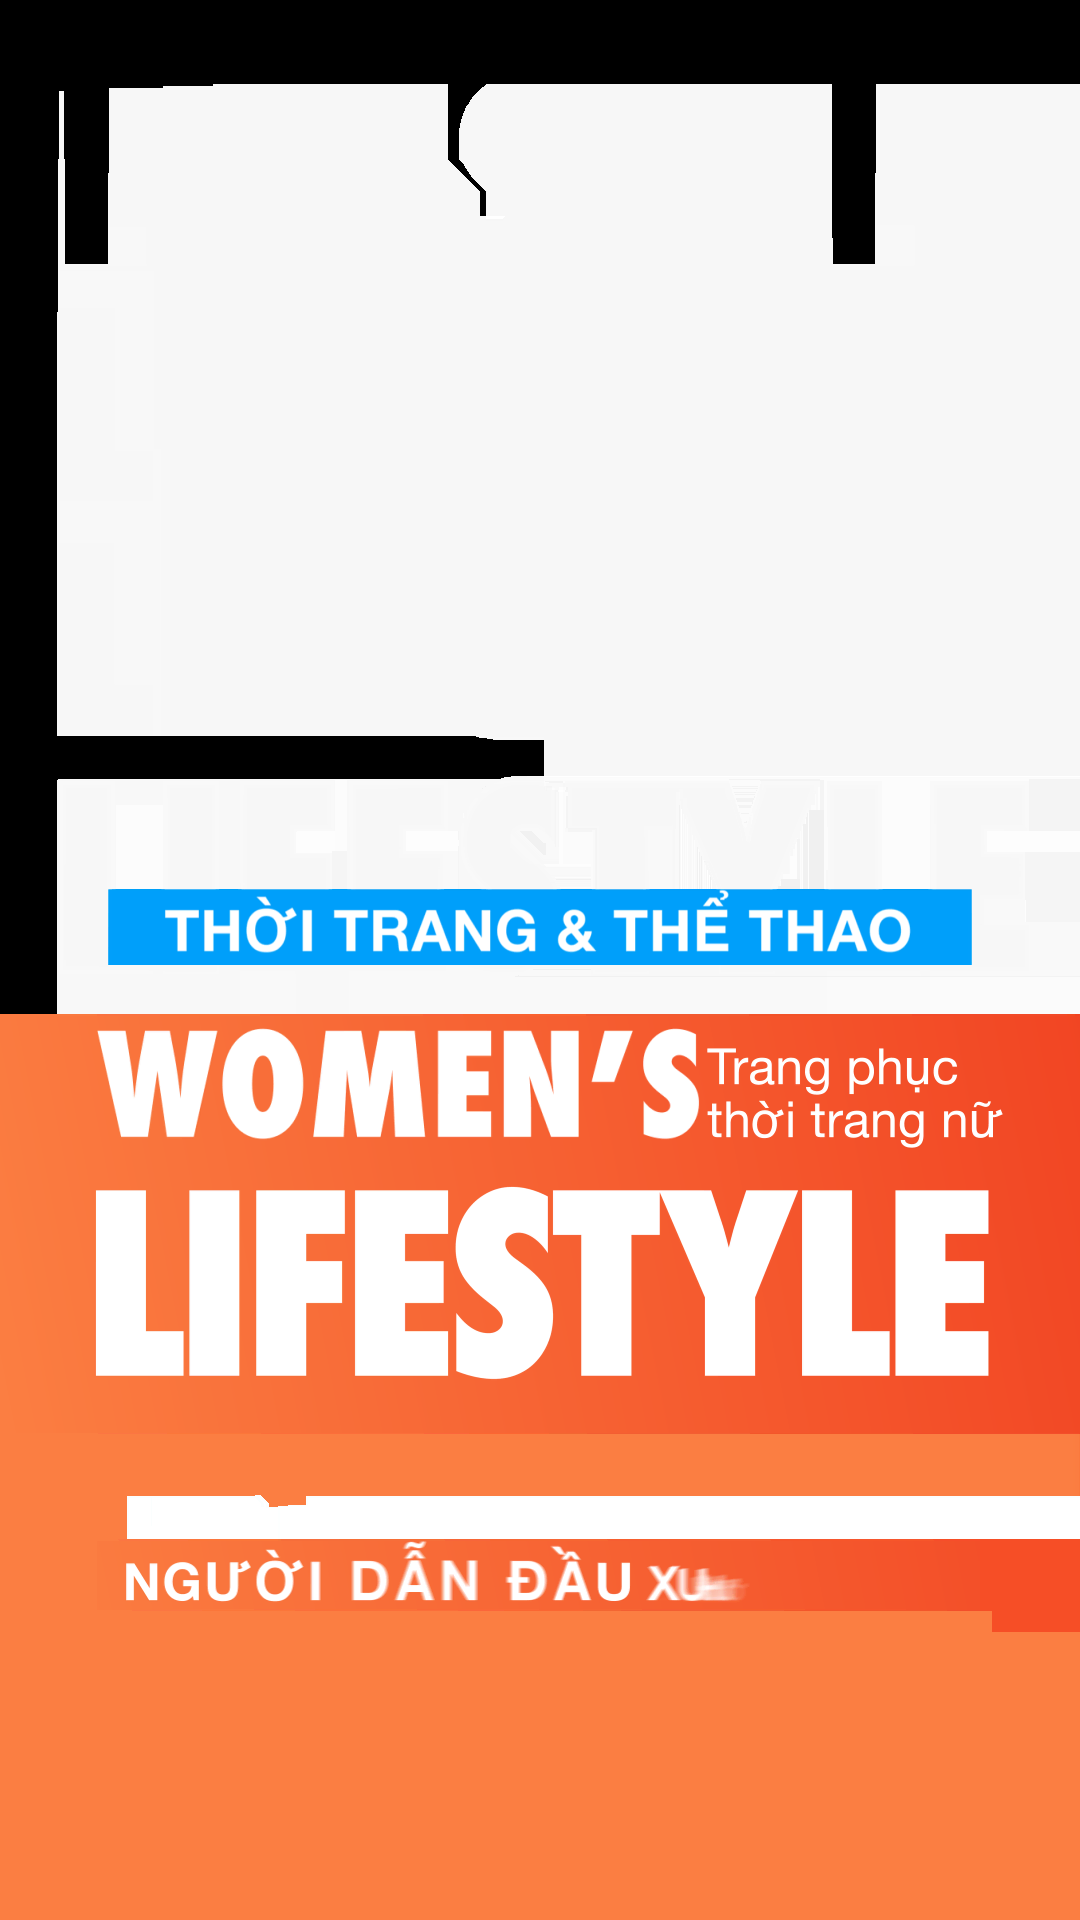 THỜI TRANG & THỂ THAO
WOMEN’S
Trang phục
thời trang nữ
LIFESTYLE
NGƯỜI DẪN ĐẦU